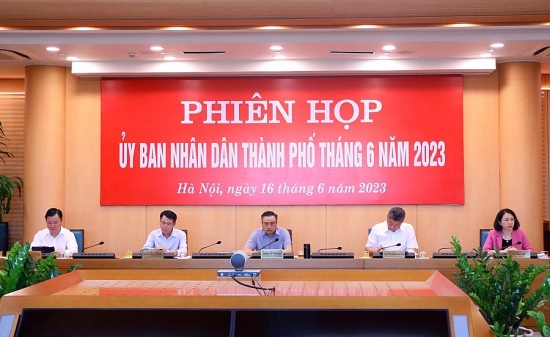 PHIÊN HỌP
ỦY BAN NHÂN DÂN THÀNH PHỐ THÁNG 6 NĂM 2023
Hà Nội, ngày 16 tháng 6 năm 2023